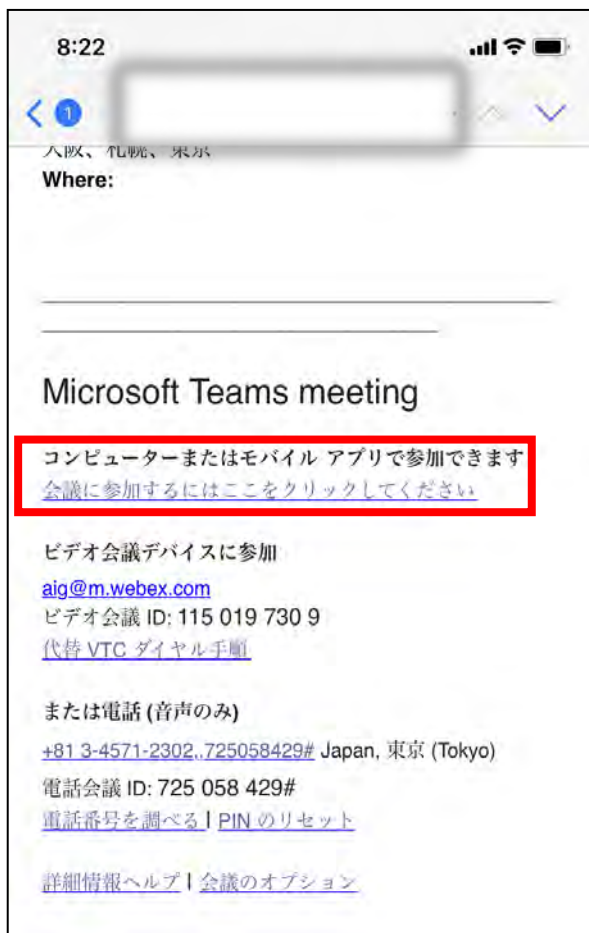 8:22
1
大阪、札幌、東京
Where:
Microsoft Teams meeting
コンピューターまたはモバイル アプリで参加できます
会議に参加するにはここをクリックしてください
ビデオ会議デバイスに参加
aig@m.webex.com
ビデオ会議 ID: 115 019 730 9
代替 VTC ダイヤル手順
または電話 (音声のみ)
+81 3-4571-2302,,725058429# Japan, 東京 (Tokyo)
電話会議 ID: 725 058 429#
電話番号を調べる | PIN のリセット
詳細情報ヘルプ | 会議のオプション